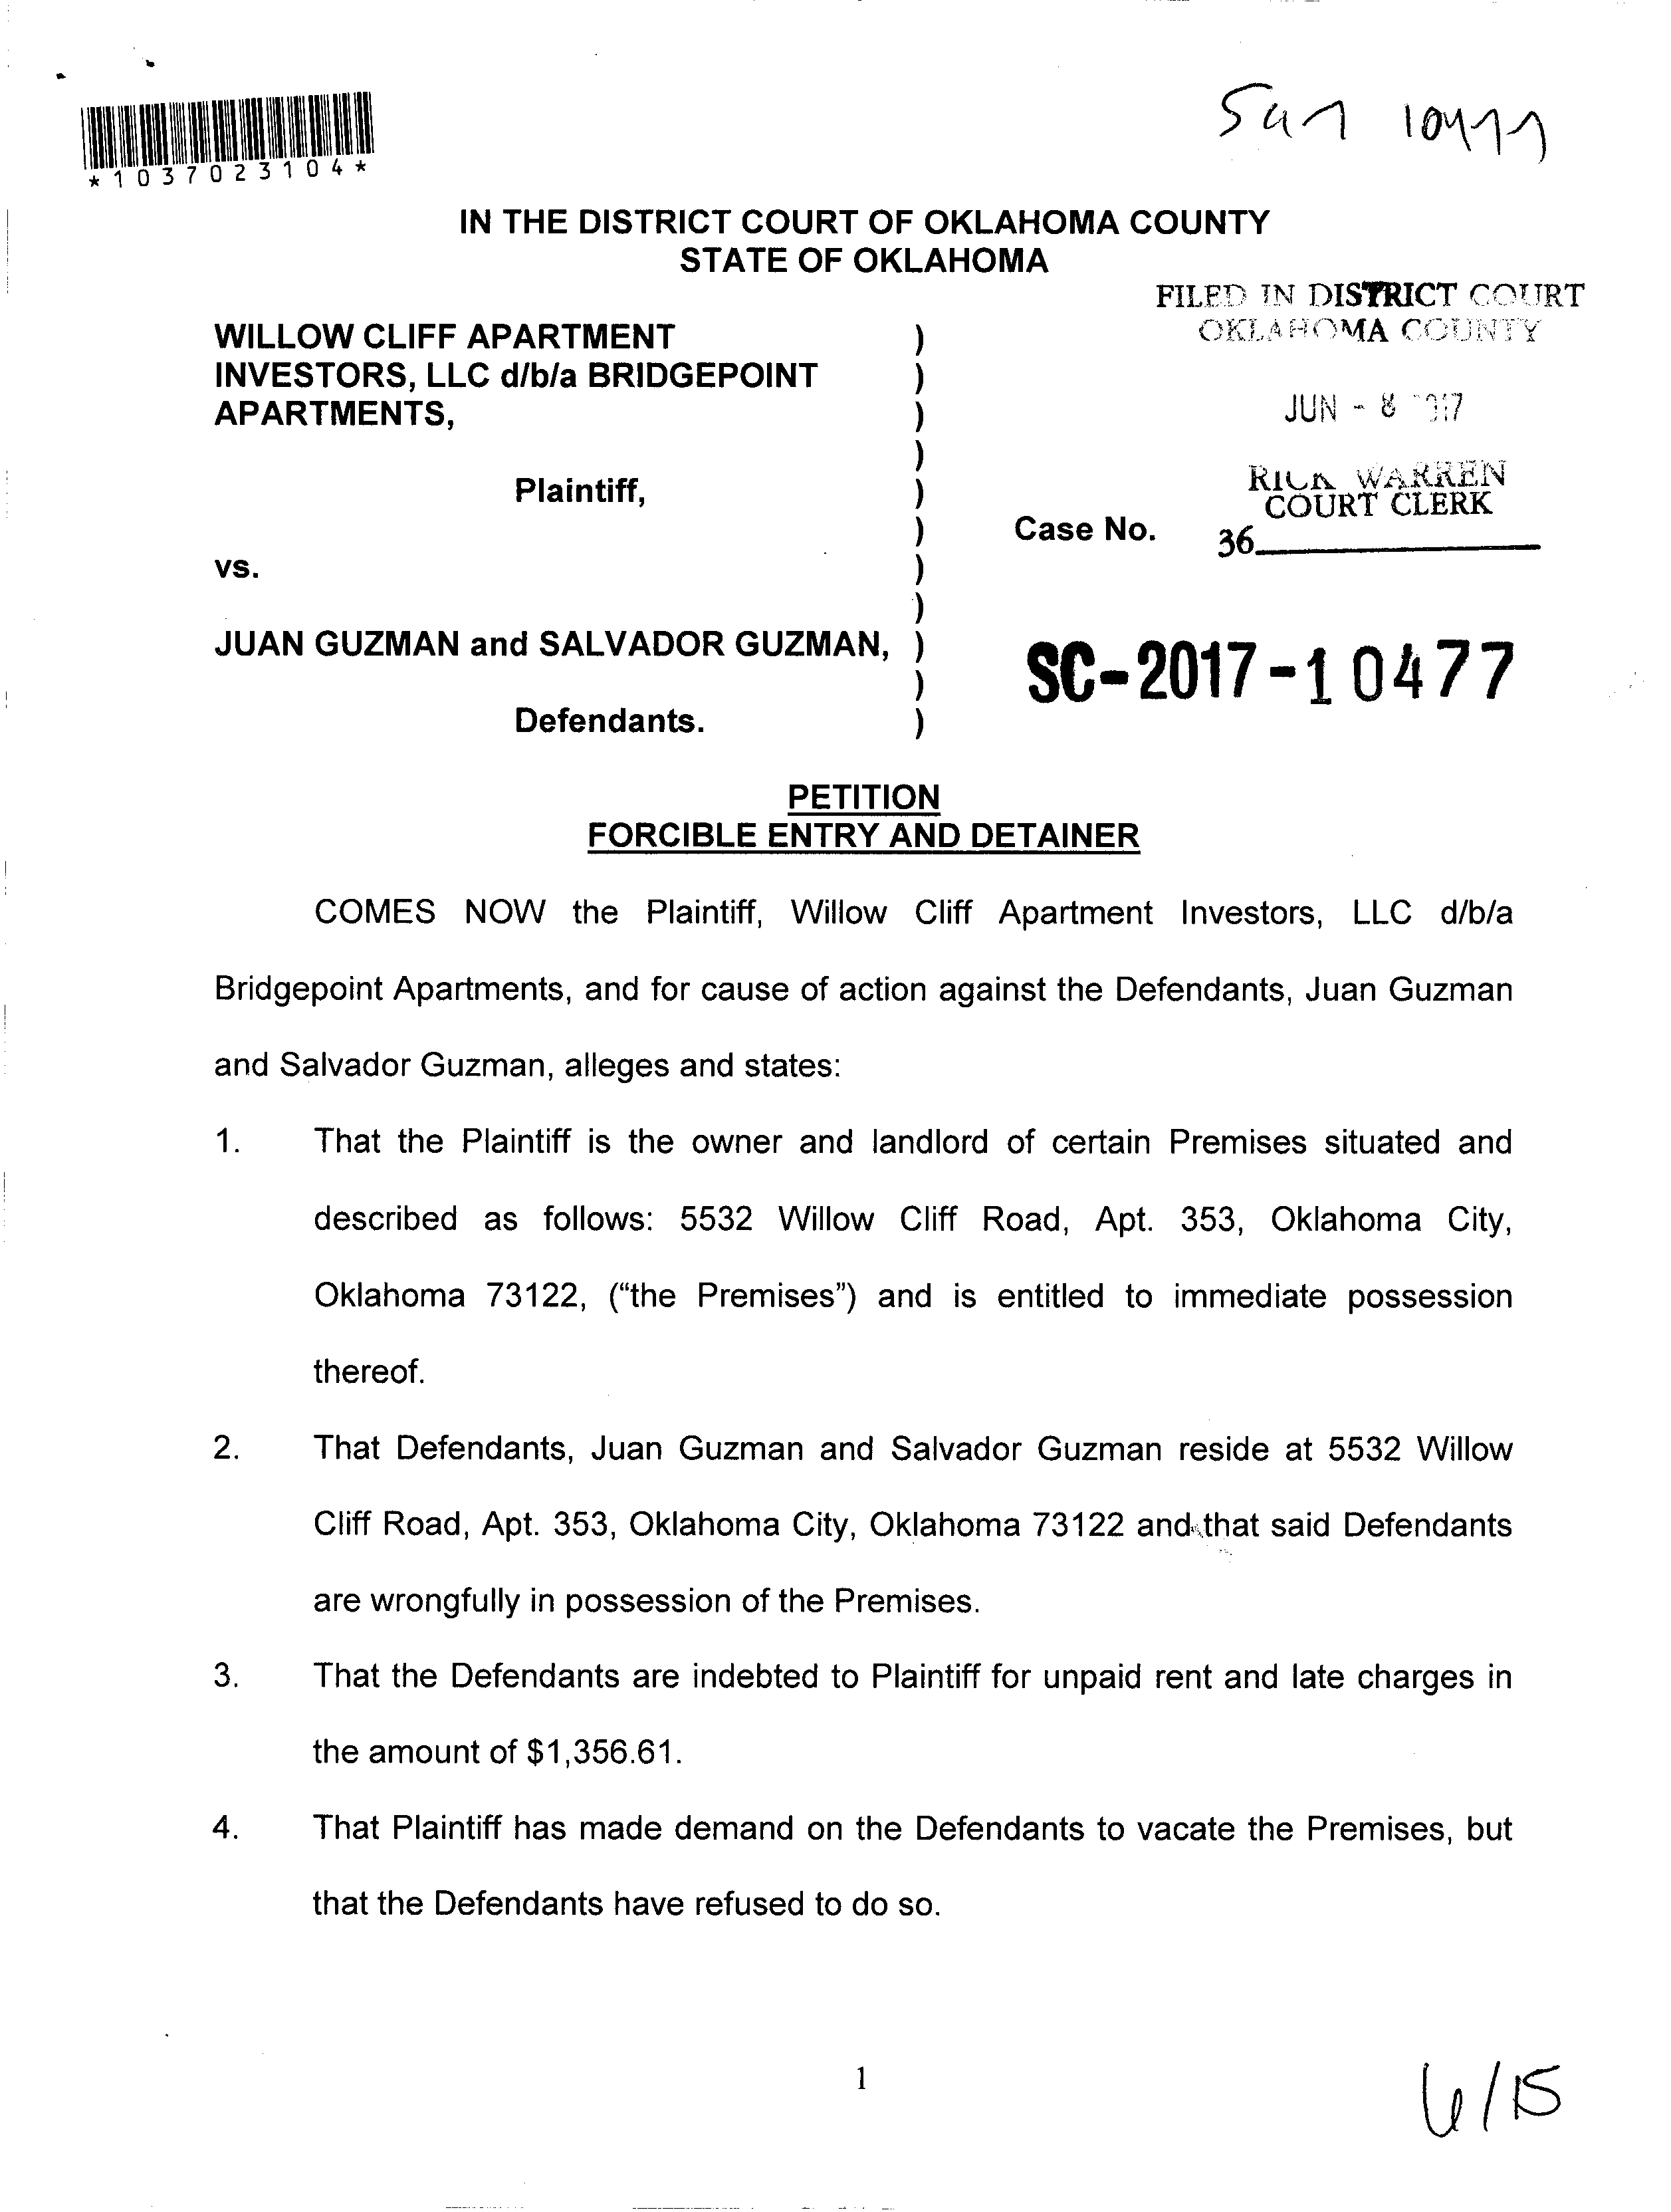 *1037023104*
10477
IN THE DISTRICT COURT OF OKLAHOMA COUNTY
STATE OF OKLAHOMA
FILED IN DISTRICT COURT
OKLAHOMA COUNTY
WILLOW CLIFF APARTMENT )
INVESTORS, LLC d/b/a BRIDGEPOINT )
APARTMENTS, )
JUN - 8
)
RICK WARREN
COURT CLERK
Plaintiff, )
) Case No.
36
vs. )
)
JUAN GUZMAN and SALVADOR GUZMAN, )
SC-2017-10477
)
Defendants. )
PETITION
FORCIBLE ENTRY AND DETAINER
COMES NOW the Plaintiff, Willow Cliff Apartment Investors, LLC d/b/a
Bridgepoint Apartments, and for cause of action against the Defendants, Juan Guzman
and Salvador Guzman, alleges and states:
1. That the Plaintiff is the owner and landlord of certain Premises situated and
described as follows: 5532 Willow Cliff Road, Apt. 353, Oklahoma City,
Oklahoma 73122, (“the Premises”) and is entitled to immediate possession
thereof.
2. That Defendants, Juan Guzman and Salvador Guzman reside at 5532 Willow
Cliff Road, Apt. 353, Oklahoma City, Oklahoma 73122 and that said Defendants
are wrongfully in possession of the Premises.
3. That the Defendants are indebted to Plaintiff for unpaid rent and late charges in
the amount of $1,356.61.
4. That Plaintiff has made demand on the Defendants to vacate the Premises, but
that the Defendants have refused to do so.
1
6/15